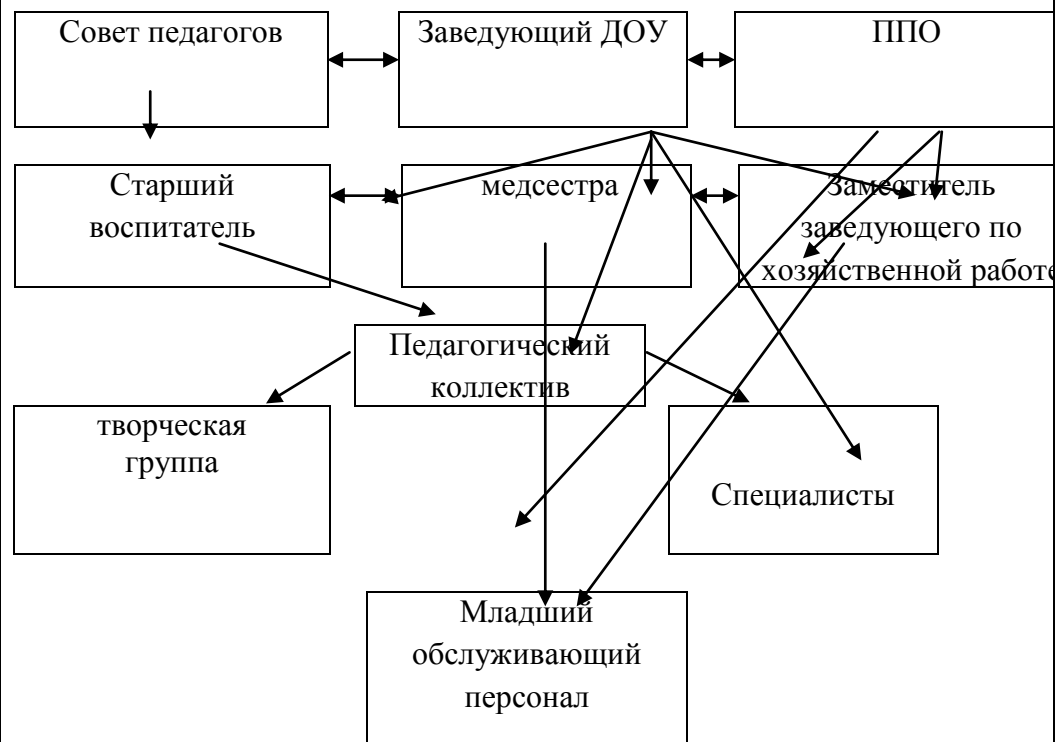 Совет педагогов
Заведующий ДОУ
ППО
Старший
воспитатель
медсестра
Заместитель
заведующего по
хозяйственной работе
Педагогический
коллектив
творческая
группа
Специалисты
Младший
обслуживающий
персонал